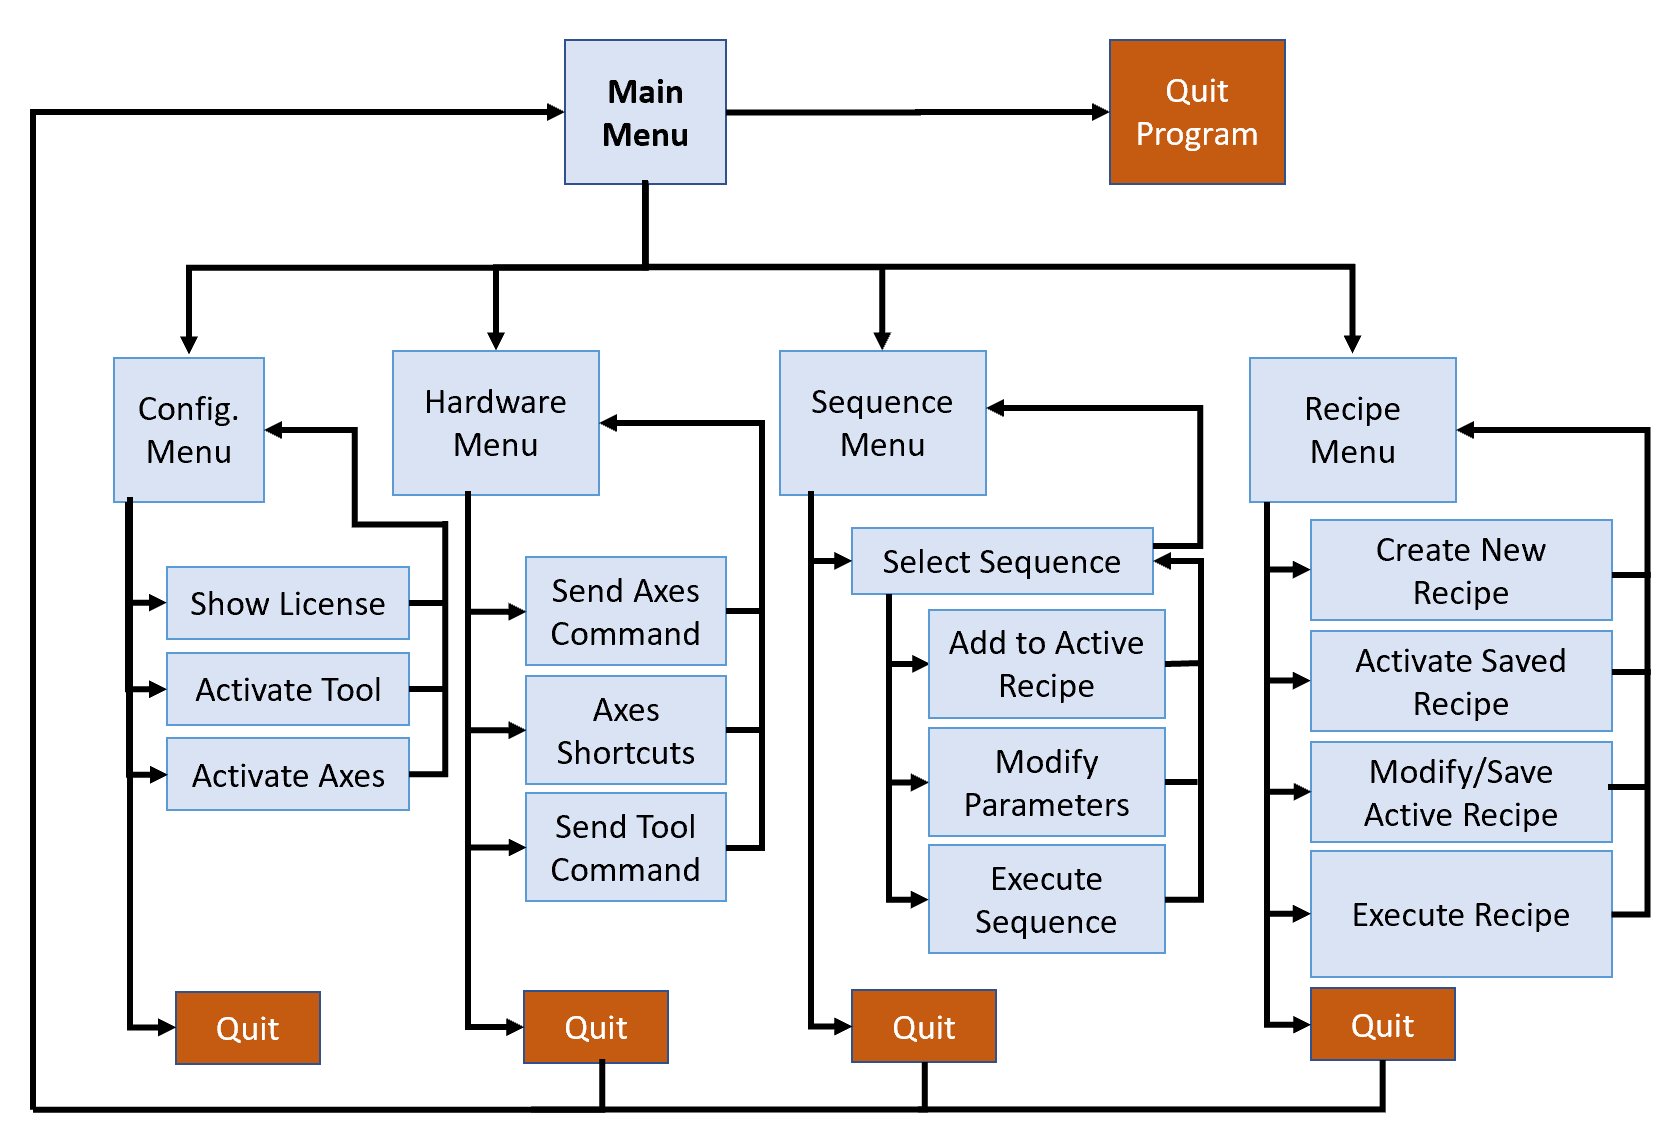 Main
Menu
Quit
Program
Config.
Menu
Hardware
Menu
Sequence
Menu
Recipe
Menu
Show License
Activate Tool
Activate Axes
Quit
Send Axes
Command
Axes
Shortcuts
Send Tool
Command
Quit
Select Sequence
Add to Active
Recipe
Modify
Parameters
Execute
Sequence
Quit
Create New
Recipe
Activate Saved
Recipe
Modify/Save
Active Recipe
Execute Recipe
Quit